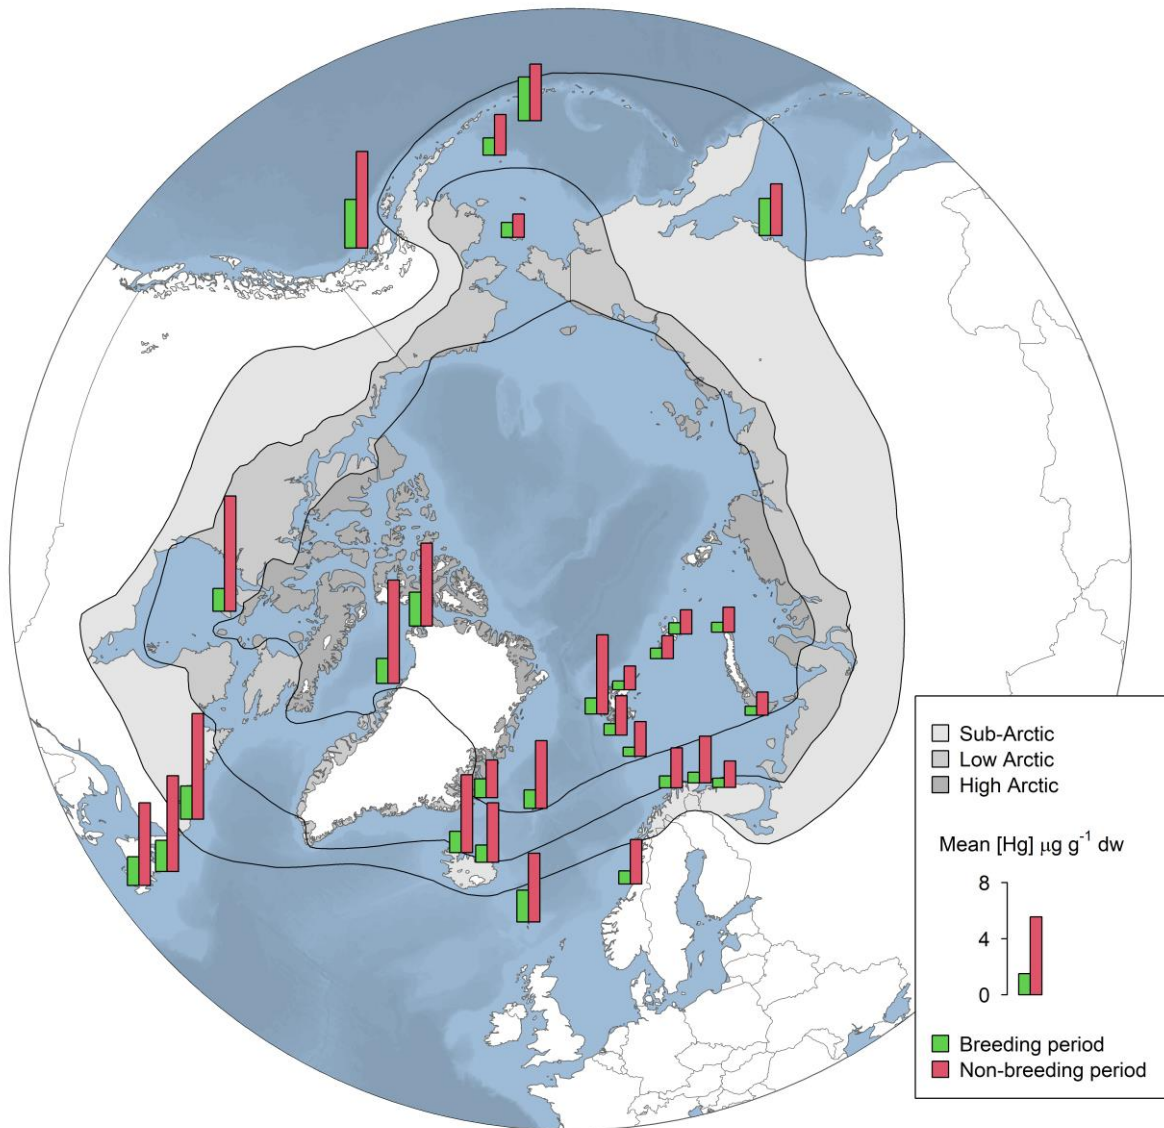 Sub-Arctic
Low Arctic
High Arctic
Mean [Hg] µg g⁻¹ dw
8
4
0
Breeding period
Non-breeding period